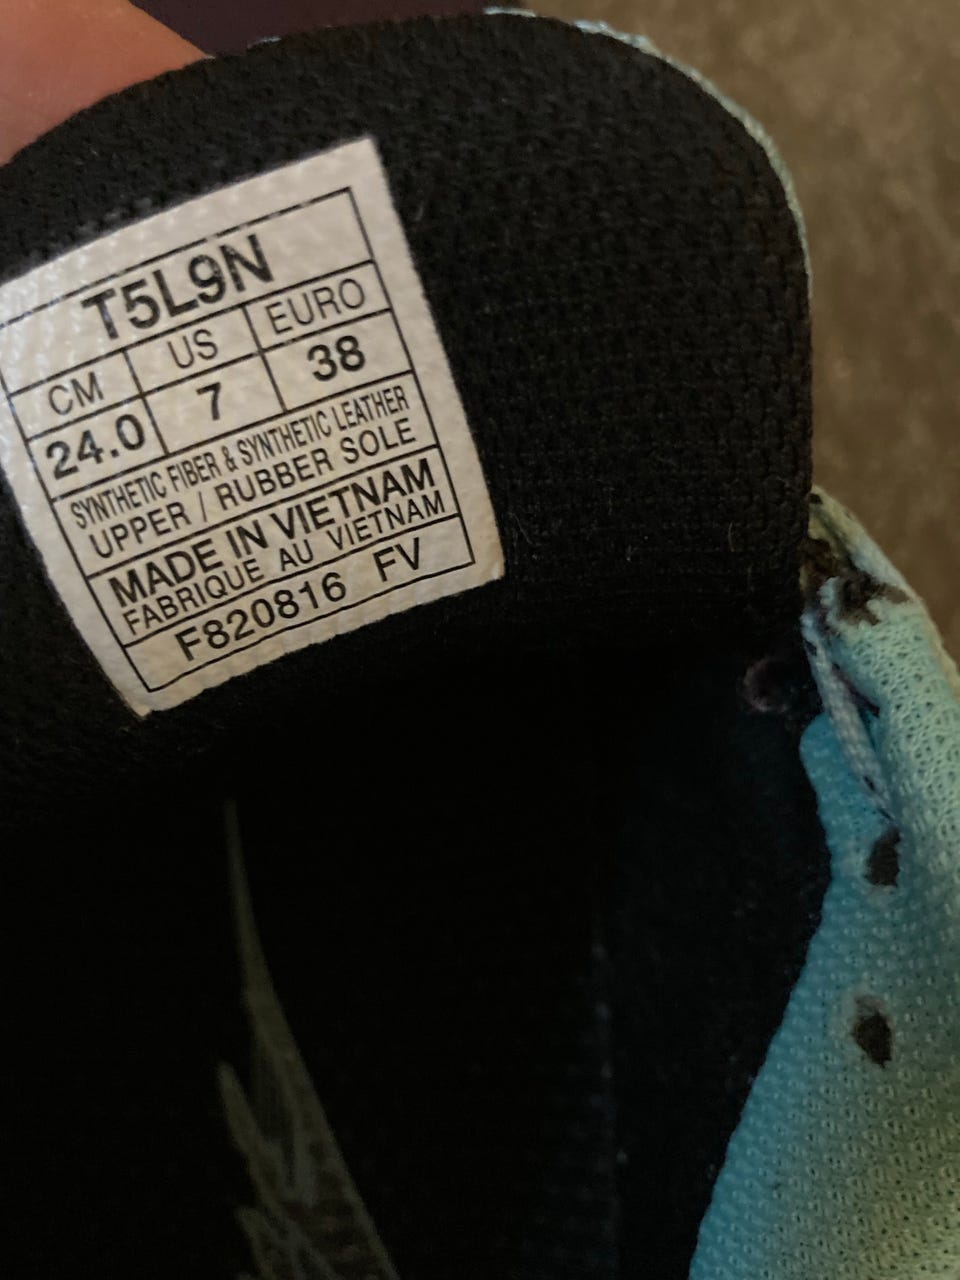 T5L9N
CM US EURO
24.0 7 38
SYNTHETIC FIBER & SYNTHETIC LEATHER
UPPER / RUBBER SOLE
MADE IN VIETNAM
FABRIQUE AU VIETNAM
F820816 FV